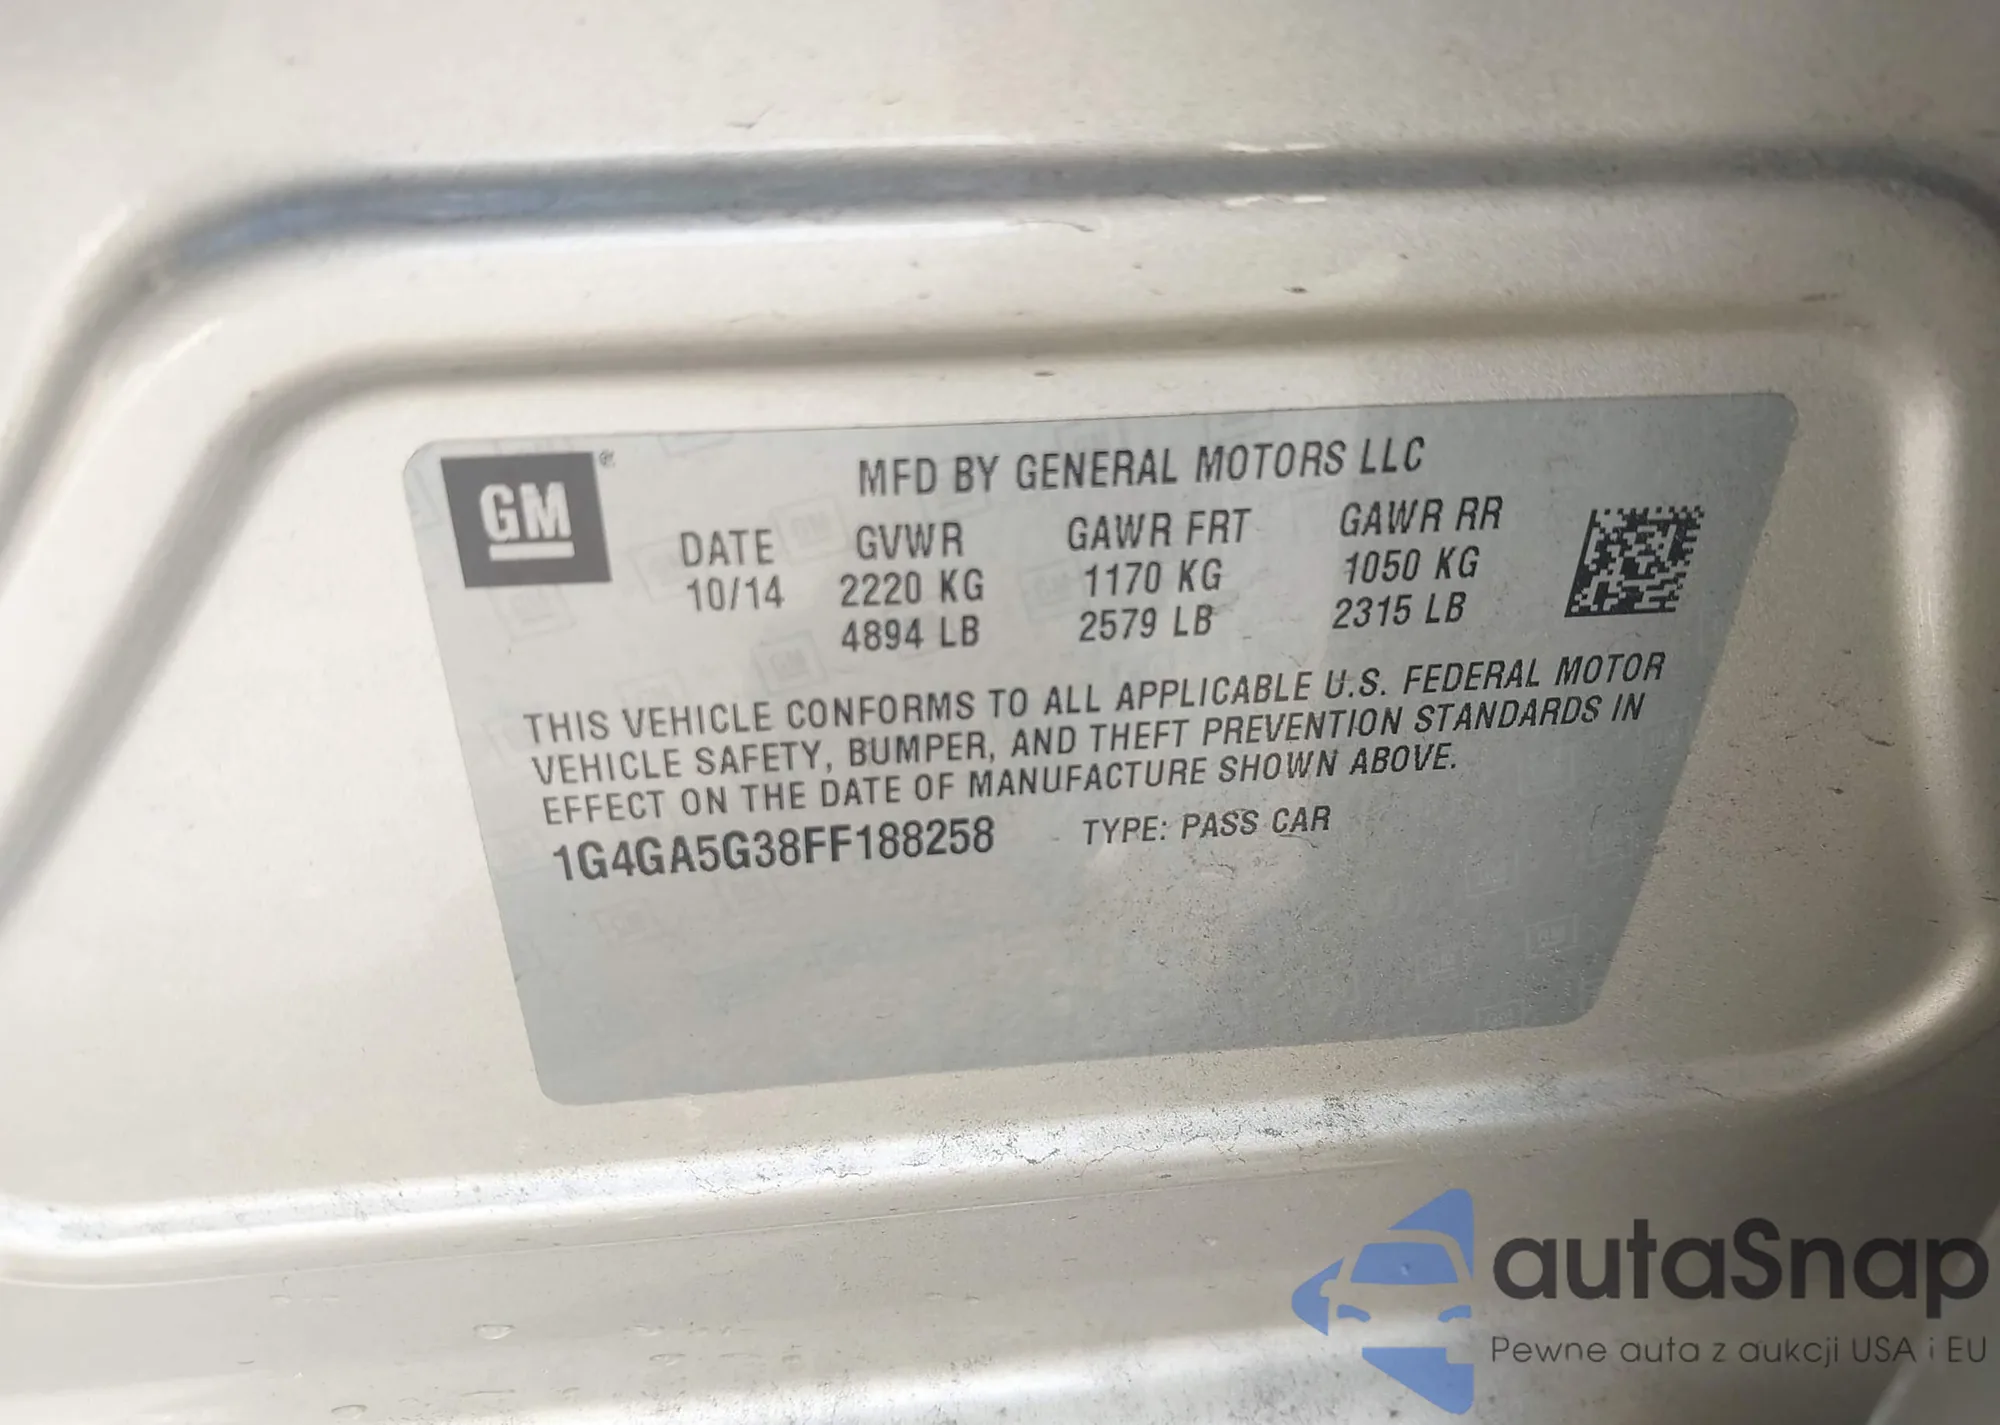 GM ®
MFD BY GENERAL MOTORS LLC
DATE GVWR GAWR FRT GAWR RR
10/14 2220 KG 1170 KG 1050 KG
4894 LB 2579 LB 2315 LB
THIS VEHICLE CONFORMS TO ALL APPLICABLE U.S. FEDERAL MOTOR
VEHICLE SAFETY, BUMPER, AND THEFT PREVENTION STANDARDS IN
EFFECT ON THE DATE OF MANUFACTURE SHOWN ABOVE.
1G4GA5G38FF188258 TYPE: PASS CAR
autaSnap
Pewne auta z aukcji USA i EU